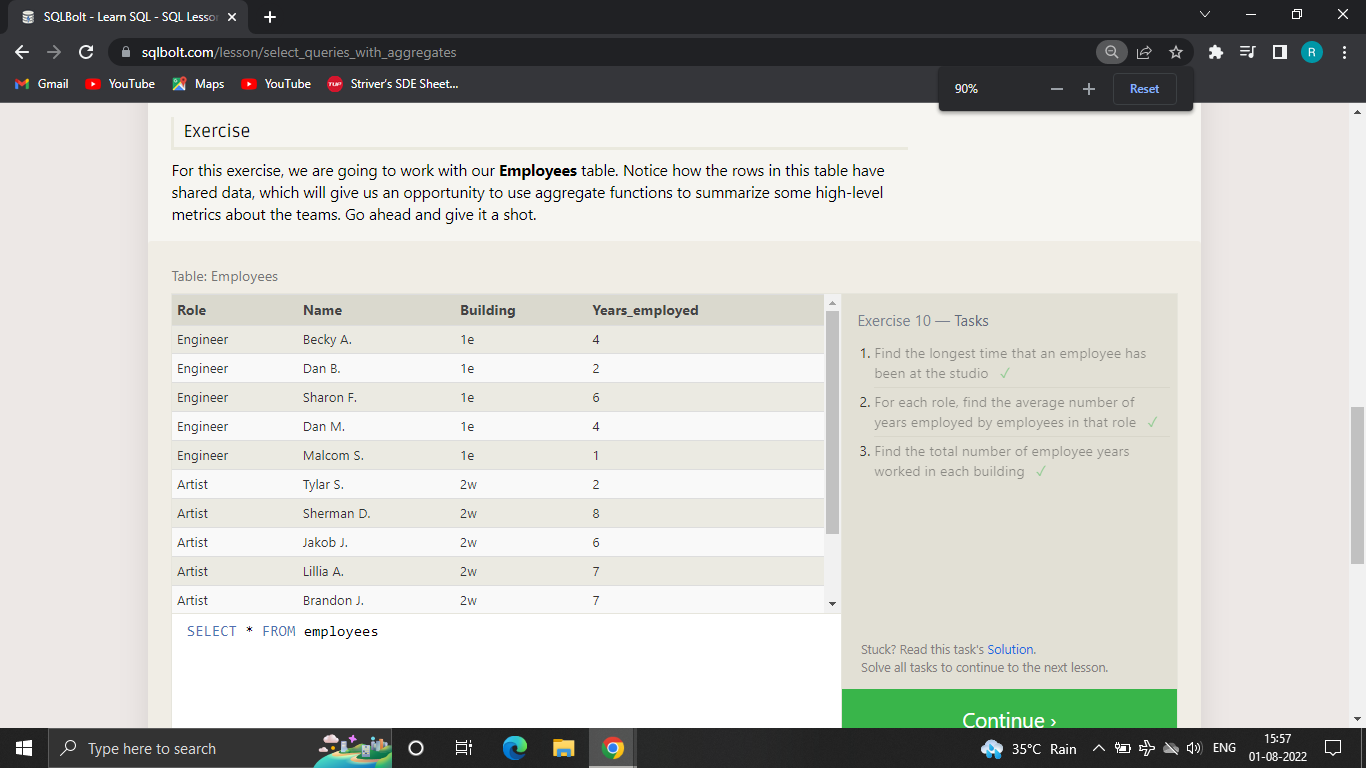 SQLBolt - Learn SQL - SQL Lesson
sqlbolt.com/lesson/select_queries_with_aggregates
R
Gmail YouTube Maps YouTube TUF Striver's SDE Sheet...
90% Reset
Exercise
For this exercise, we are going to work with our Employees table. Notice how the rows in this table have
shared data, which will give us an opportunity to use aggregate functions to summarize some high-level
metrics about the teams. Go ahead and give it a shot.
Table: Employees
Role Name Building Years_employed
Engineer Becky A. 1e 4
Engineer Dan B. 1e 2
Engineer Sharon F. 1e 6
Engineer Dan M. 1e 4
Engineer Malcom S. 1e 1
Artist Tylar S. 2w 2
Artist Sherman D. 2w 8
Artist Jakob J. 2w 6
Artist Lillia A. 2w 7
Artist Brandon J. 2w 7
SELECT * FROM employees
Exercise 10 — Tasks
1. Find the longest time that an employee has
been at the studio ✓
2. For each role, find the average number of
years employed by employees in that role ✓
3. Find the total number of employee years
worked in each building ✓
Stuck? Read this task's Solution.
Solve all tasks to continue to the next lesson.
Continue ›
Type here to search
35°C Rain ENG
15:57
01-08-2022